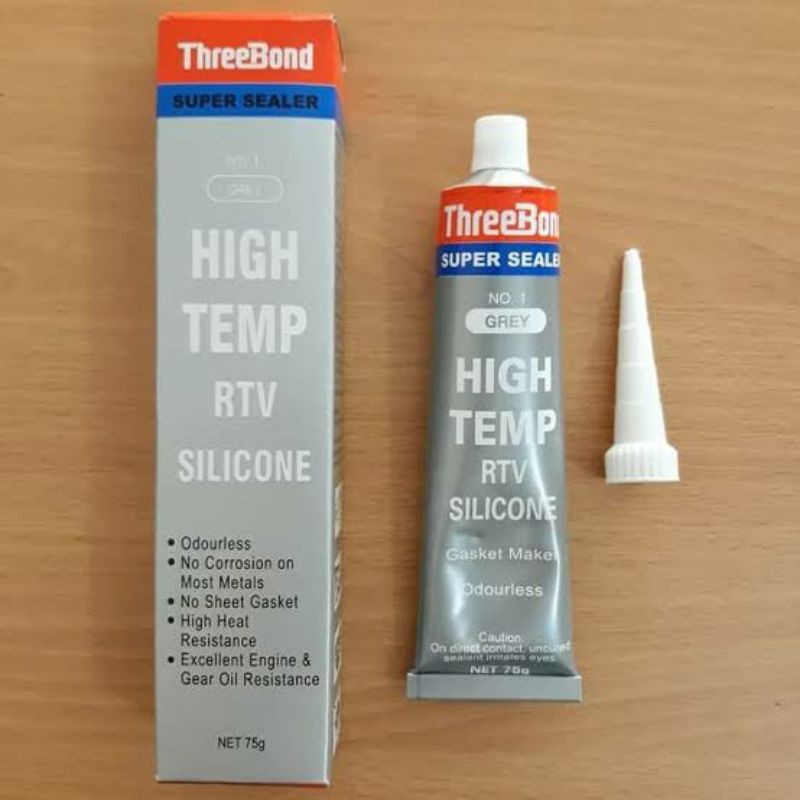 ThreeBond
SUPER SEALER
NO. 1
GREY
HIGH
TEMP
RTV
SILICONE
• Odourless
• No Corrosion on
Most Metals
• No Sheet Gasket
• High Heat
Resistance
• Excellent Engine &
Gear Oil Resistance
NET 75g
ThreeBon
SUPER SEALE
NO. 1
GREY
HIGH
TEMP
RTV
SILICONE
Gasket Make
Odourless
Caution:
On direct contact, uncured
sealant irritates eyes.
NET 75g